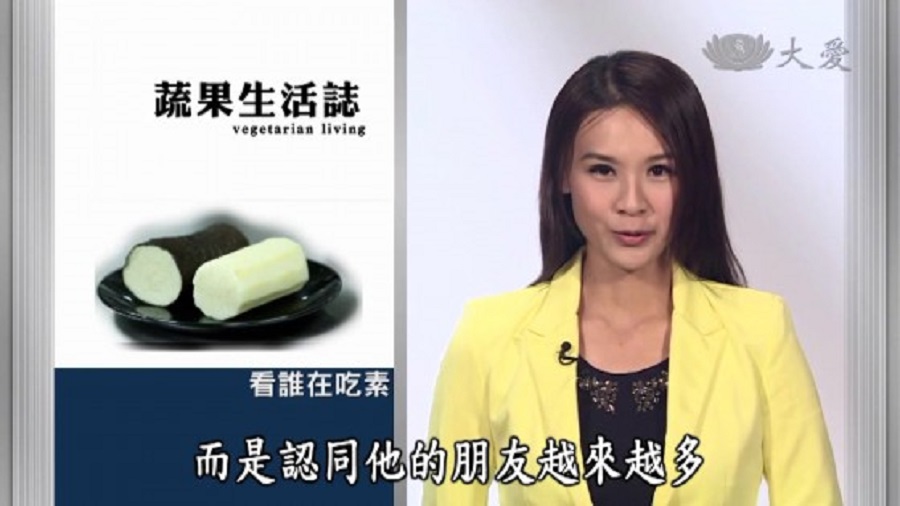 蔬果生活誌
vegetarian living
大愛
看誰在吃素
而是認同他的朋友越來越多